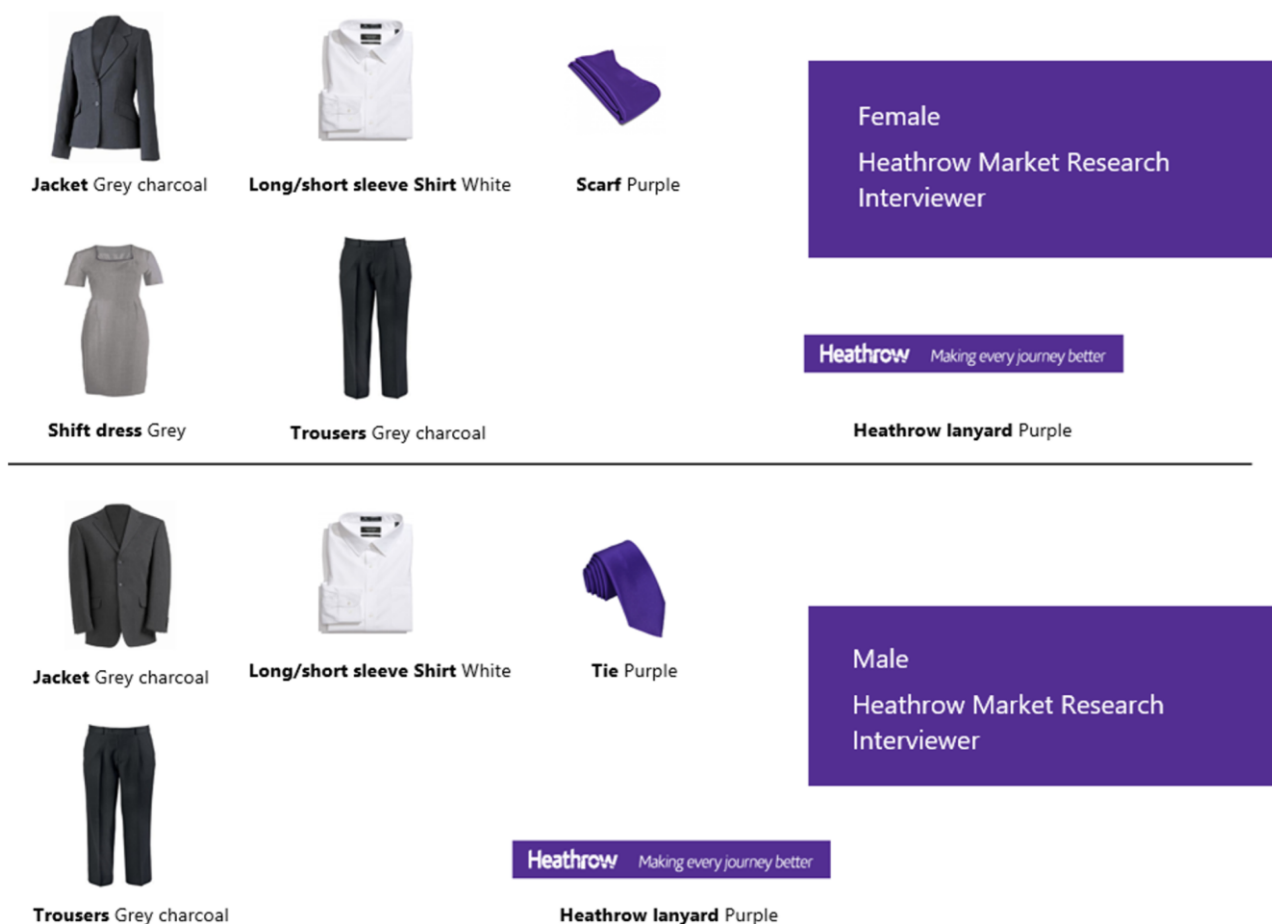 Jacket Grey charcoal
Long/short sleeve Shirt White
Scarf Purple
Female
Heathrow Market Research
Interviewer
Shift dress Grey
Trousers Grey charcoal
Heathrow Making every journey better
Heathrow lanyard Purple
Jacket Grey charcoal
Long/short sleeve Shirt White
Tie Purple
Male
Heathrow Market Research
Interviewer
Trousers Grey charcoal
Heathrow Making every journey better
Heathrow lanyard Purple